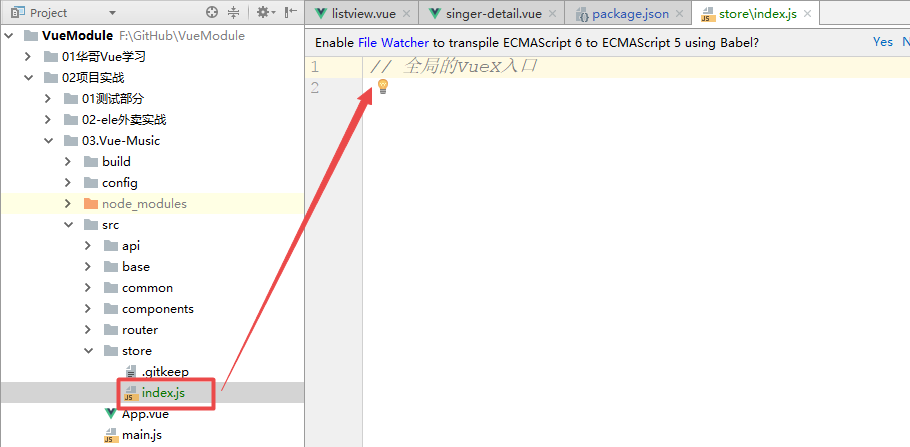 Project
listview.vue
singer-detail.vue
package.json
store\index.js
VueModule F:\GitHub\VueModule
Enable File Watcher to transpile ECMAScript 6 to ECMAScript 5 using Babel?
Yes
N
01华哥Vue学习
1
// 全局的VueX入口
02项目实战
2
01测试部分
02-ele外卖实战
03.Vue-Music
build
config
node_modules
src
api
base
common
components
router
store
.gitkeep
JS index.js
App.vue
JS main.js